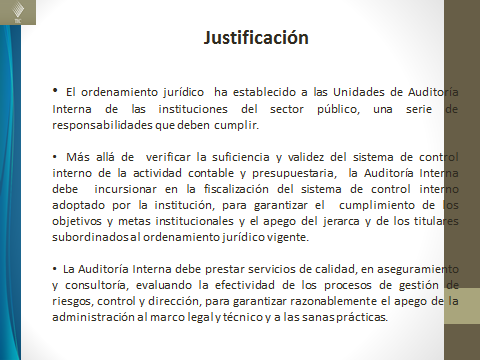 Justificación
• El ordenamiento jurídico ha establecido a las Unidades de Auditoría
Interna de las instituciones del sector público, una serie de
responsabilidades que deben cumplir.
• Más allá de verificar la suficiencia y validez del sistema de control
interno de la actividad contable y presupuestaria, la Auditoría Interna
debe incursionar en la fiscalización del sistema de control interno
adoptado por la institución, para garantizar el cumplimiento de los
objetivos y metas institucionales y el apego del jerarca y de los titulares
subordinados al ordenamiento jurídico vigente.
• La Auditoría Interna debe prestar servicios de calidad, en aseguramiento
y consultoría, evaluando la efectividad de los procesos de gestión de
riesgos, control y dirección, para garantizar razonablemente el apego de la
administración al marco legal y técnico y a las sanas prácticas.